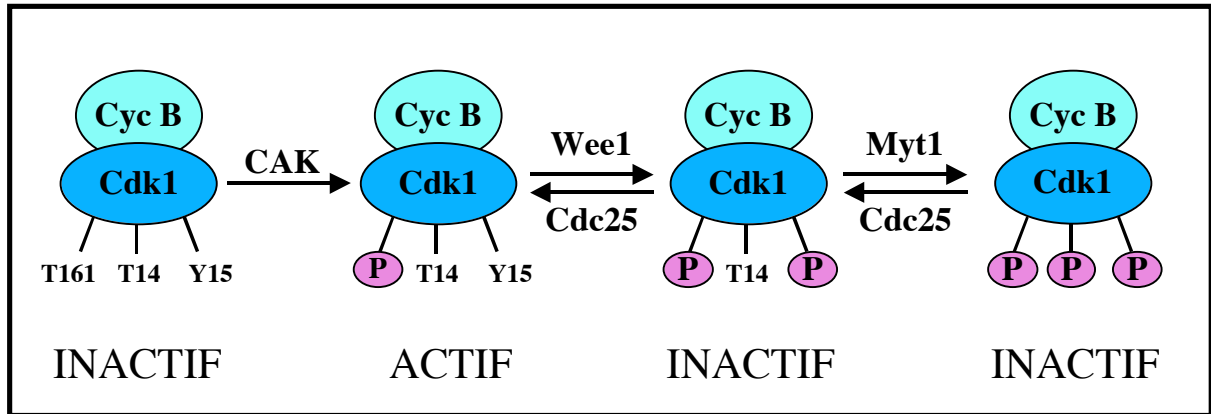 Cyc B Cyc B Cyc B Cyc B
CAK Wee1 Myt1
Cdk1 Cdk1 Cdk1 Cdk1
Cdc25 Cdc25
T161 T14 Y15 P T14 Y15 P T14 P P P P
INACTIF ACTIF INACTIF INACTIF